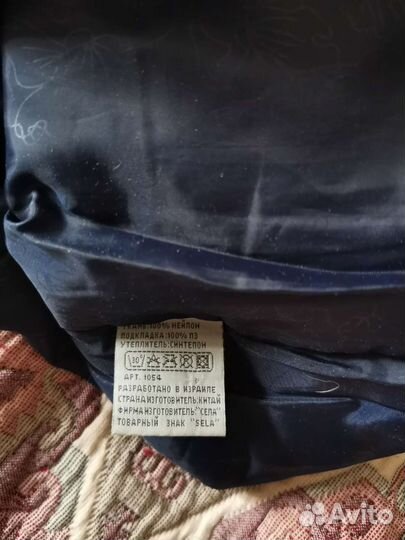 ТКАНЬ:100% НЕЙЛОН
ПОДКЛАДКА:100% ПЭ
УТЕПЛИТЕЛЬ:СИНТЕПОН
30°
АРТ. 1054
РАЗРАБОТАНО В ИЗРАИЛЕ
СТРАНА:ИЗГОТОВИТЕЛЬ:КИТАЙ
ФИРМА:ИЗГОТОВИТЕЛЬ:"СЕЛА"
ТОВАРНЫЙ ЗНАК "SELA"
Avito